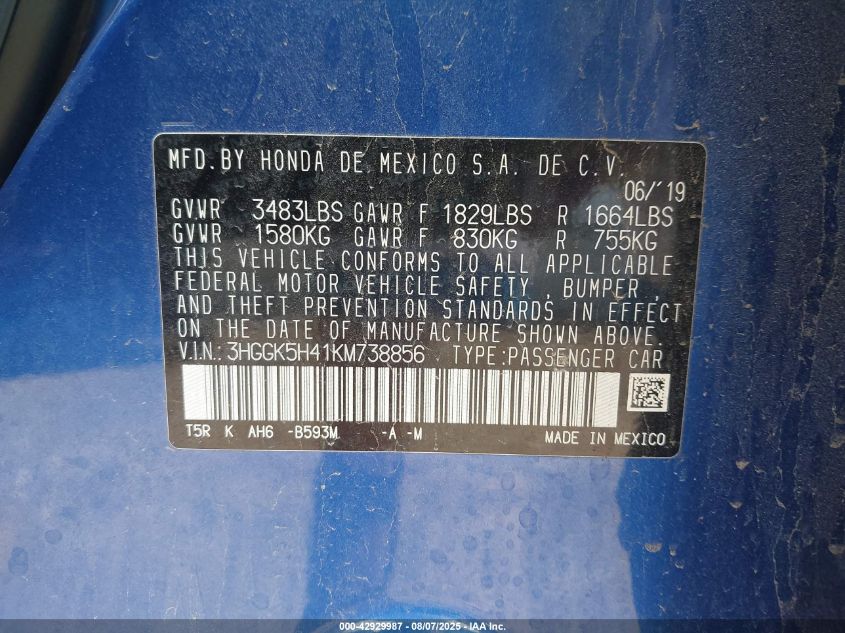 MFD.BY HONDA DE MEXICO S.A. DE C.V.
06/'19
GVWR 3483LBS GAWR F 1829LBS R 1664LBS
GVWR 1580KG GAWR F 830KG R 755KG
THIS VEHICLE CONFORMS TO ALL APPLICABLE
FEDERAL MOTOR VEHICLE SAFETY , BUMPER ,
AND THEFT PREVENTION STANDARDS IN EFFECT
ON THE DATE OF MANUFACTURE SHOWN ABOVE.
V.I.N.: 3HGGK5H41KM738856 TYPE:PASSENGER CAR
T5R K AH6 -B593M -A -M MADE IN MEXICO
000-42929987 - 08/07/2025 - IAA Inc.